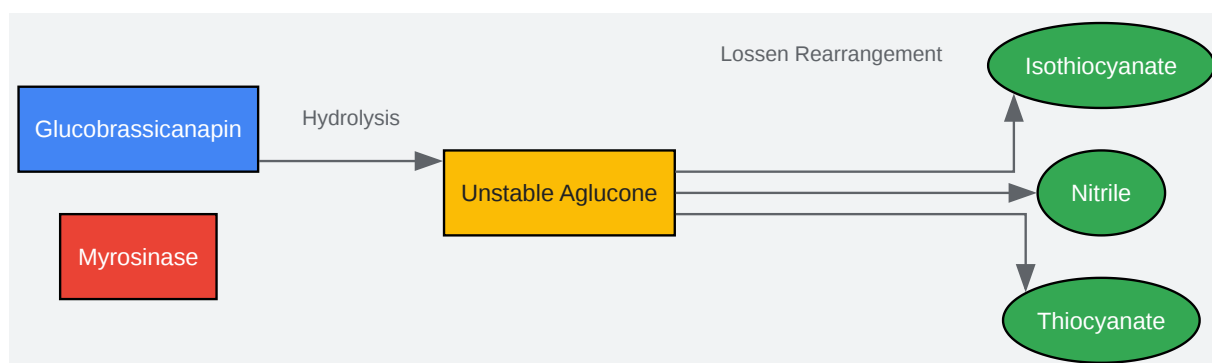 Glucobrassicanapin
Myrosinase
Hydrolysis
Unstable Aglucone
Lossen Rearrangement
Isothiocyanate
Nitrile
Thiocyanate